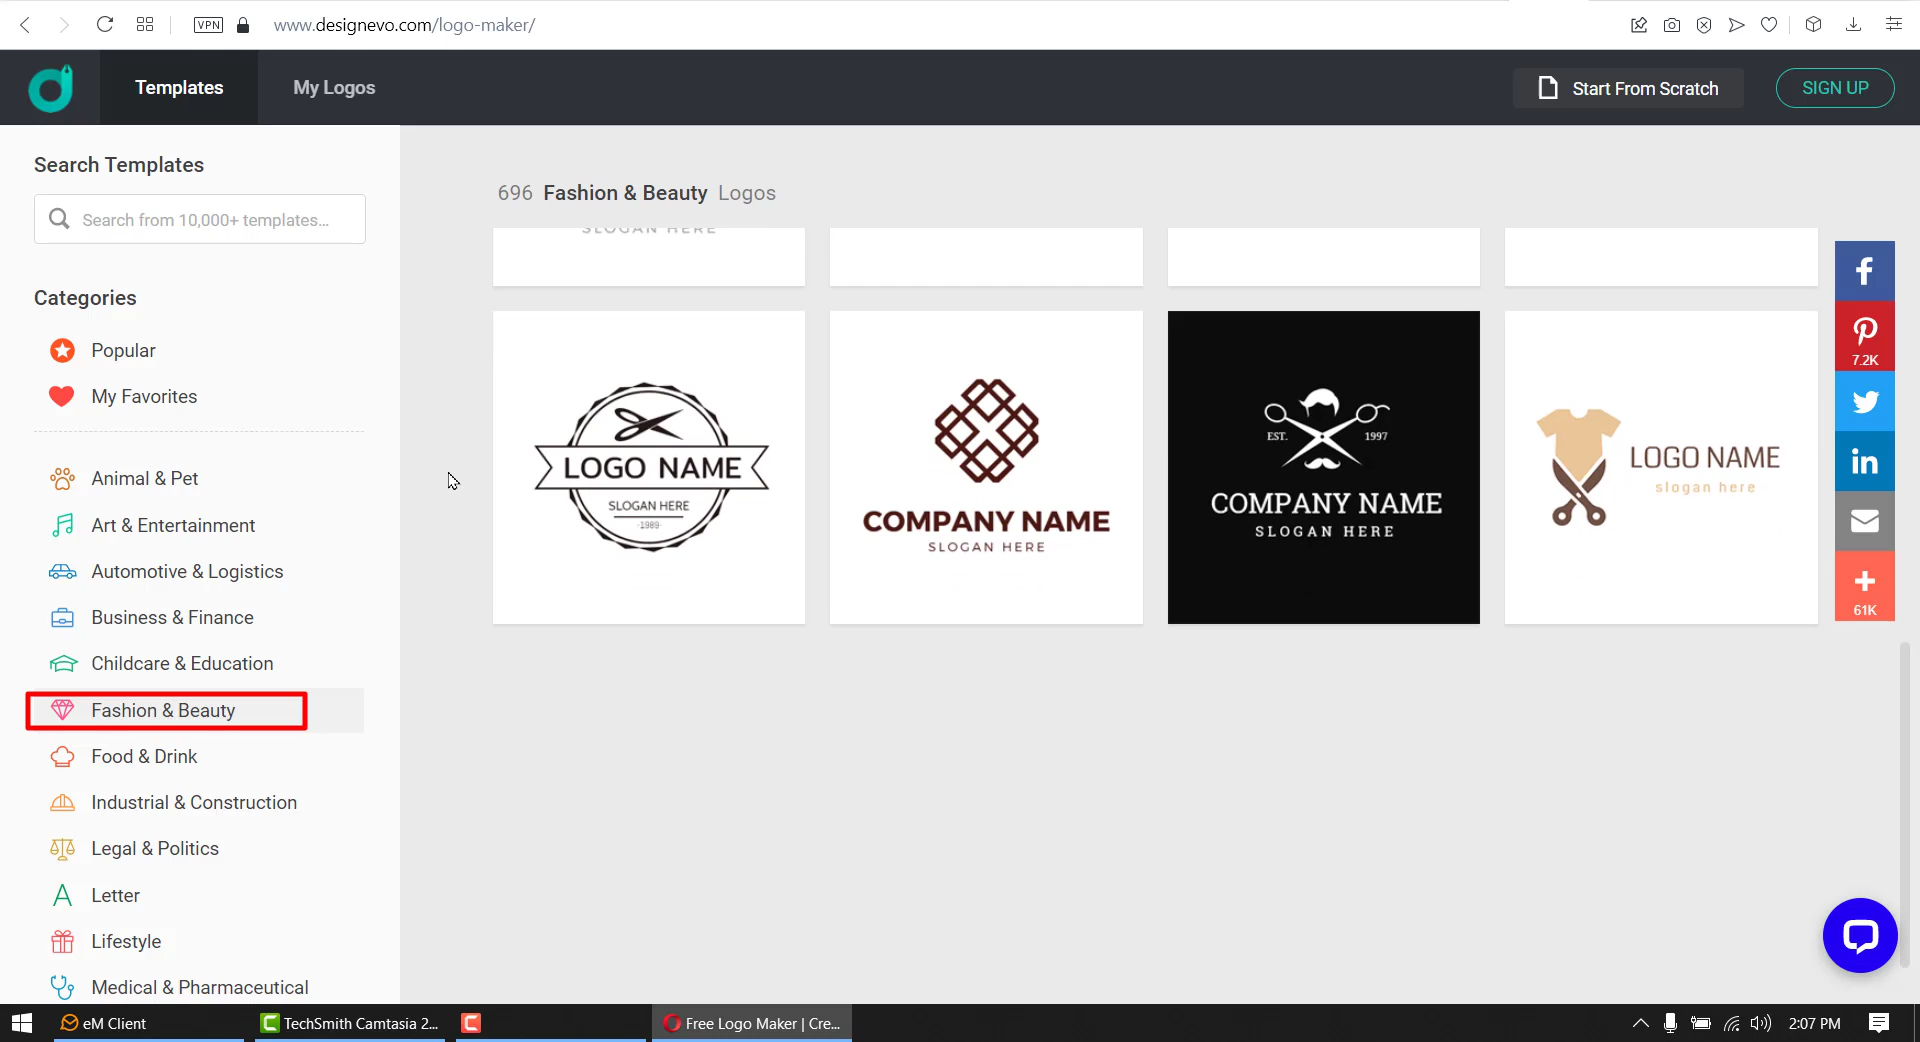 VPN
www.designevo.com/logo-maker/
Templates
My Logos
Start From Scratch
SIGN UP
Search Templates
Search from 10,000+ templates...
Categories
Popular
My Favorites
Animal & Pet
Art & Entertainment
Automotive & Logistics
Business & Finance
Childcare & Education
Fashion & Beauty
Food & Drink
Industrial & Construction
Legal & Politics
Letter
Lifestyle
Medical & Pharmaceutical
696 Fashion & Beauty Logos
SLOGAN HERE
LOGO NAME
SLOGAN HERE
-1989-
COMPANY NAME
SLOGAN HERE
EST. 1997
COMPANY NAME
SLOGAN HERE
LOGO NAME
slogan here
7.2K
61K
eM Client
TechSmith Camtasia 2...
Free Logo Maker | Cre...
2:07 PM